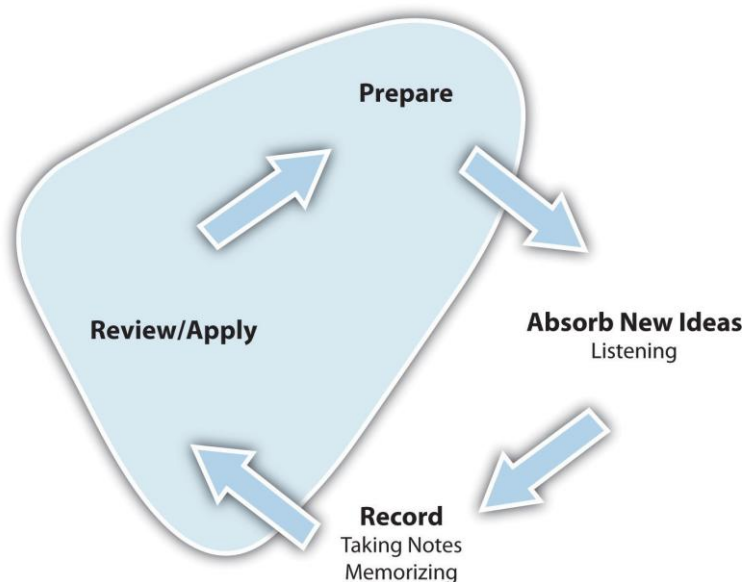 Prepare
Review/Apply
Absorb New Ideas
Listening
Record
Taking Notes
Memorizing